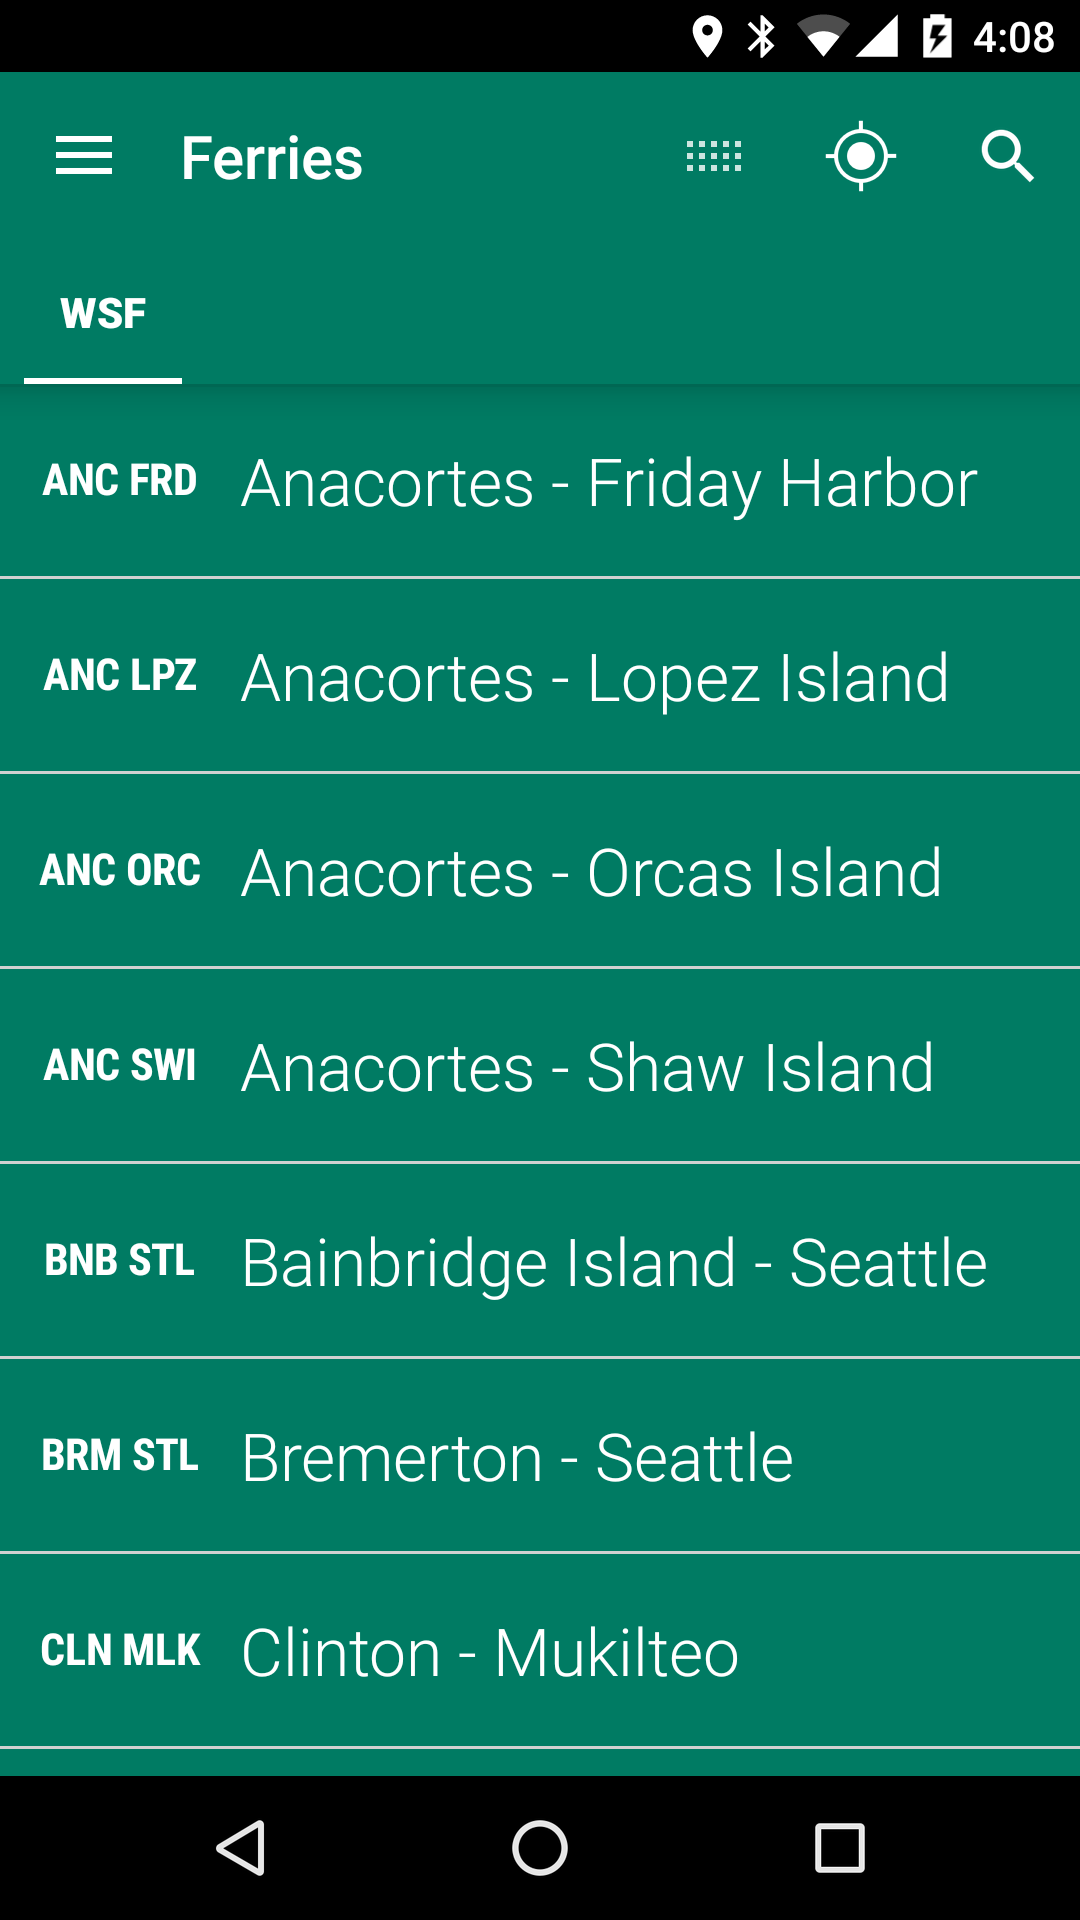 4:08
Ferries
WSF
ANC FRD Anacortes - Friday Harbor
ANC LPZ Anacortes - Lopez Island
ANC ORC Anacortes - Orcas Island
ANC SWI Anacortes - Shaw Island
BNB STL Bainbridge Island - Seattle
BRM STL Bremerton - Seattle
CLN MLK Clinton - Mukilteo